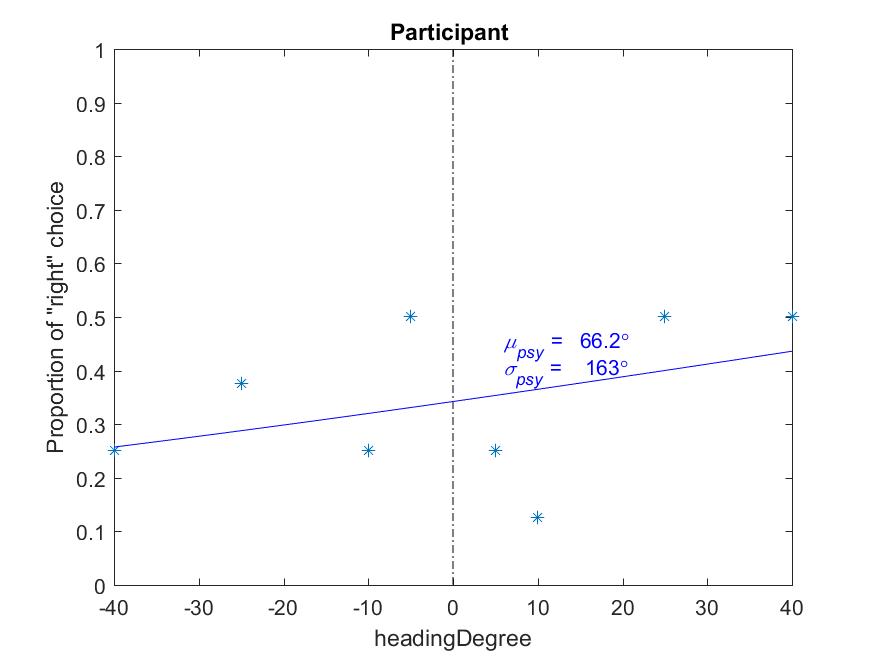 Participant
1
0.9
0.8
0.7
0.6
0.5
0.4
0.3
0.2
0.1
0
Proportion of "right" choice
μpsy = 66.2°
σpsy = 163°
-40 -30 -20 -10 0 10 20 30 40
headingDegree